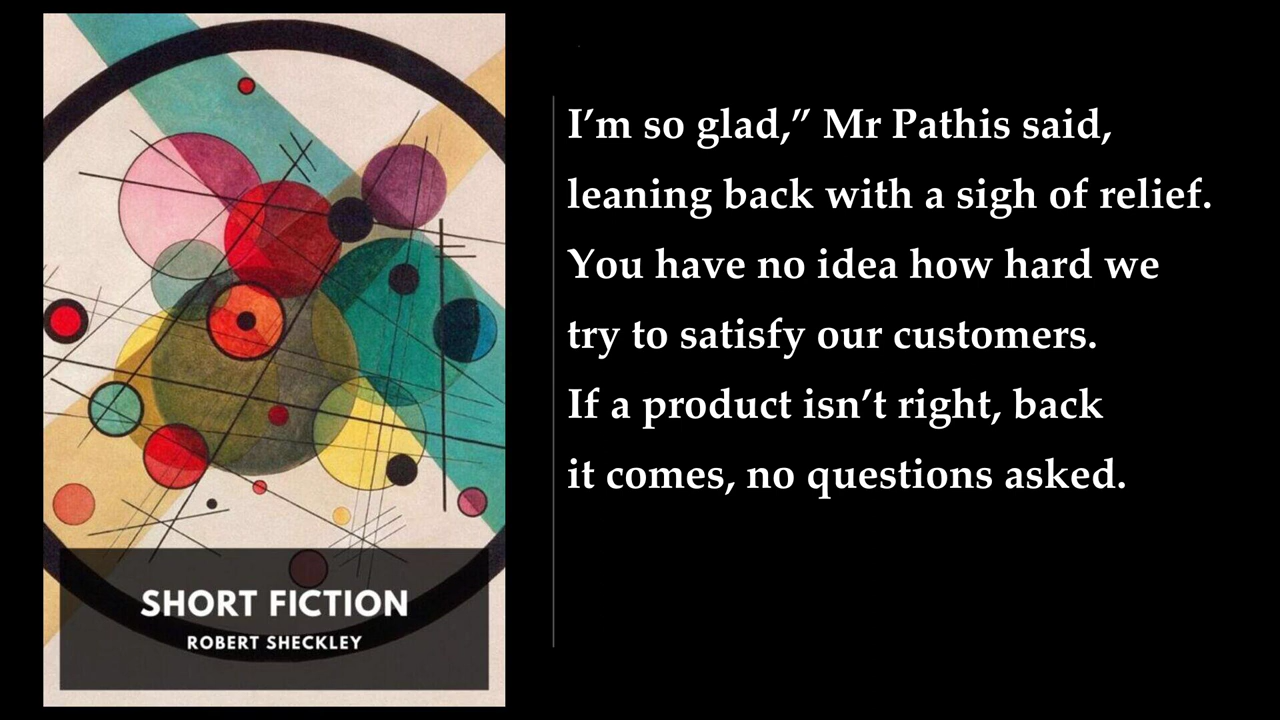 SHORT FICTION
ROBERT SHECKLEY
I’m so glad,” Mr Pathis said,
leaning back with a sigh of relief.
You have no idea how hard we
try to satisfy our customers.
If a product isn’t right, back
it comes, no questions asked.